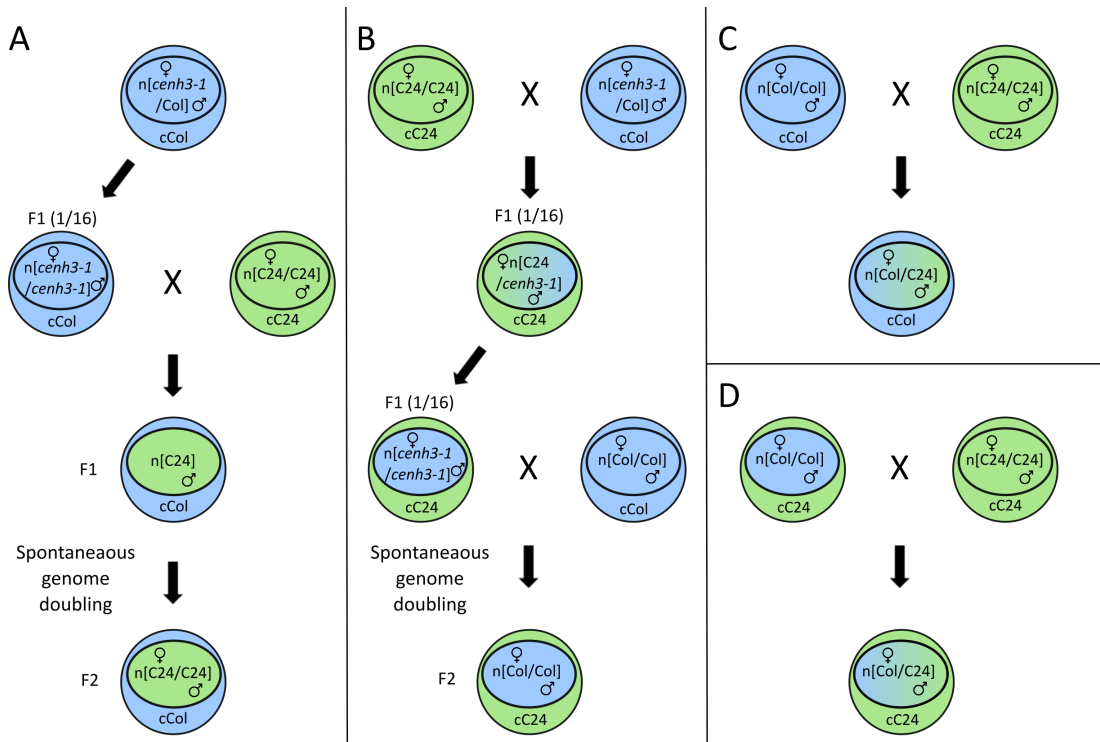 A
♀
n[cenh3-1
/Col]♂
cCol
F1 (1/16)
♀
n[cenh3-1
/cenh3-1]♂
cCol
X
♀
n[C24/C24]
♂
cC24
F1
n[C24]
♂
cCol
Spontaneaous
genome
doubling
F2
♀
n[C24/C24]
♂
cCol
B
♀
n[C24/C24]
♂
cC24
X
♀
n[cenh3-1
/Col]♂
cCol
F1 (1/16)
♀n[C24
/cenh3-1]
♂
cC24
F1 (1/16)
♀
n[cenh3-1
/cenh3-1]♂
cC24
X
♀
n[Col/Col]
♂
cCol
Spontaneaous
genome
doubling
F2
♀
n[Col/Col]
♂
cC24
C
♀
n[Col/Col]
♂
cCol
X
♀
n[C24/C24]
♂
cC24
♀
n[Col/C24]
♂
cCol
D
♀
n[Col/Col]
♂
cC24
X
♀
n[C24/C24]
♂
cC24
♀
n[Col/C24]
♂
cC24